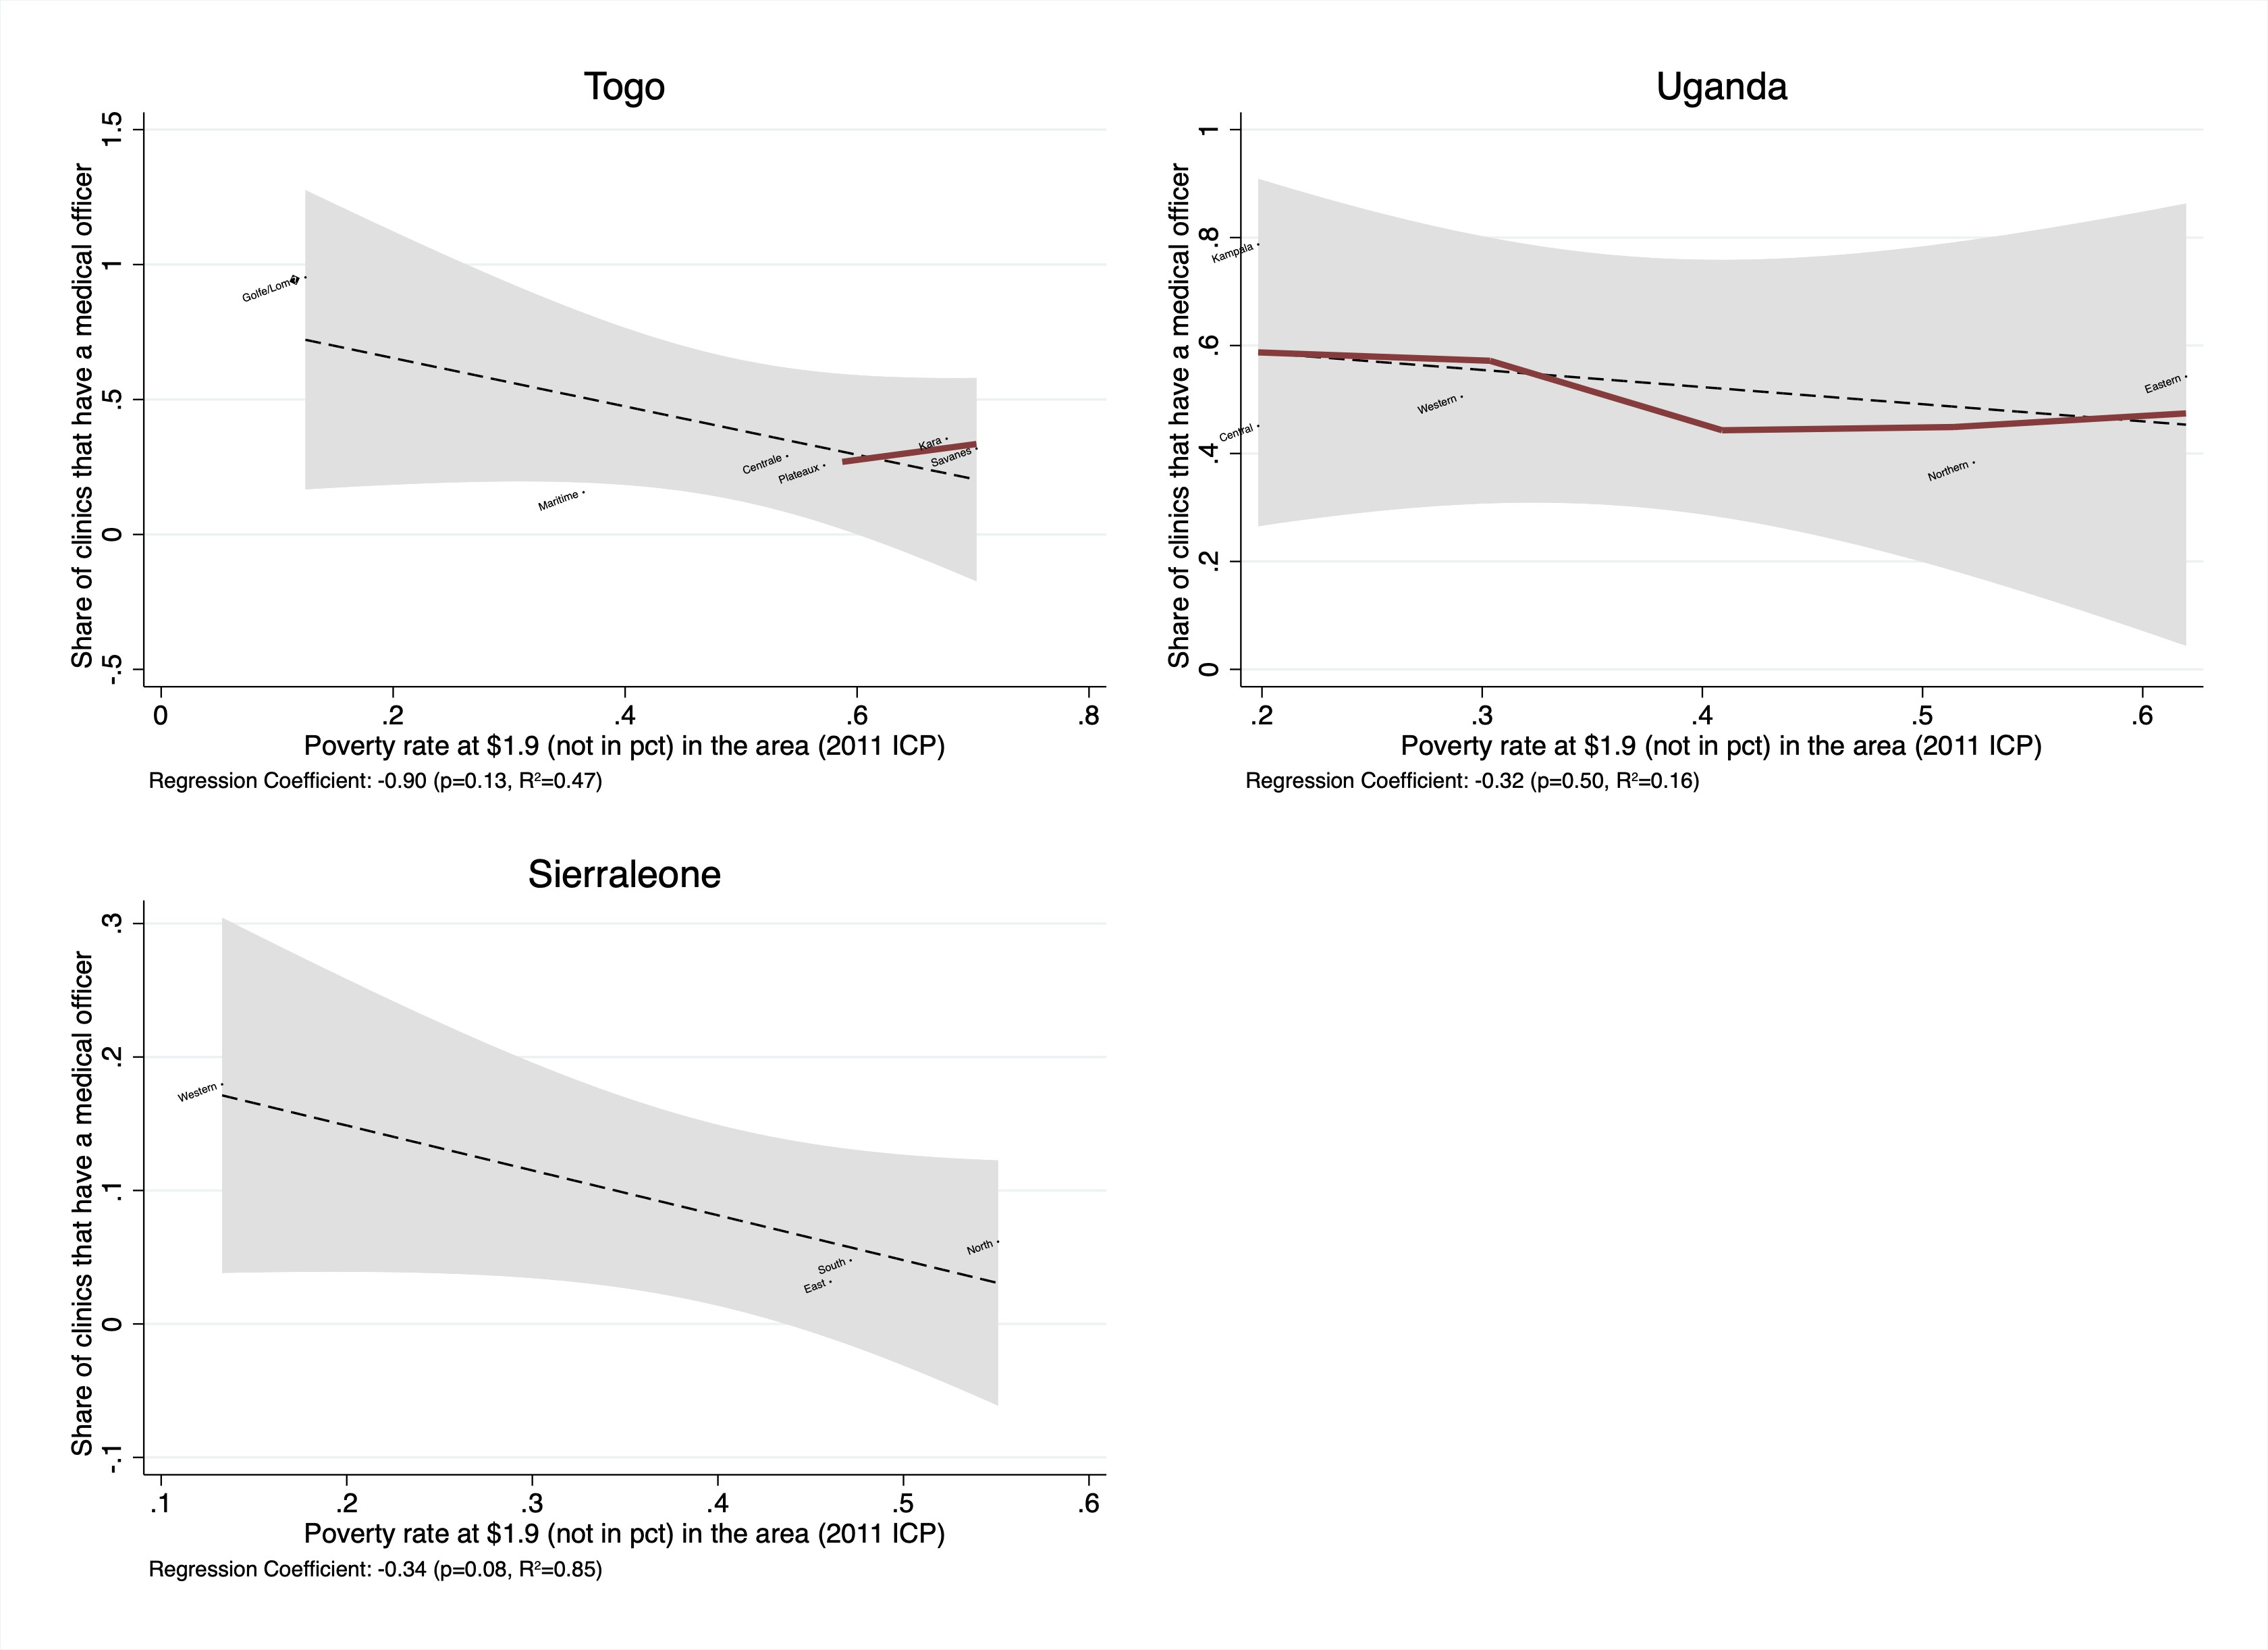 Togo
Share of clinics that have a medical officer
1.5
1
.5
0
-.5
Golfe/Lom�
Maritime
Centrale
Plateaux
Kara
Savanes
0 .2 .4 .6 .8
Poverty rate at $1.9 (not in pct) in the area (2011 ICP)
Regression Coefficient: -0.90 (p=0.13, R²=0.47)
Uganda
Share of clinics that have a medical officer
1
.8
.6
.4
.2
0
Kampala
Central
Western
Northern
Eastern
.2 .3 .4 .5 .6
Poverty rate at $1.9 (not in pct) in the area (2011 ICP)
Regression Coefficient: -0.32 (p=0.50, R²=0.16)
Sierraleone
Share of clinics that have a medical officer
.3
.2
.1
0
-.1
Western
South
East
North
.1 .2 .3 .4 .5 .6
Poverty rate at $1.9 (not in pct) in the area (2011 ICP)
Regression Coefficient: -0.34 (p=0.08, R²=0.85)